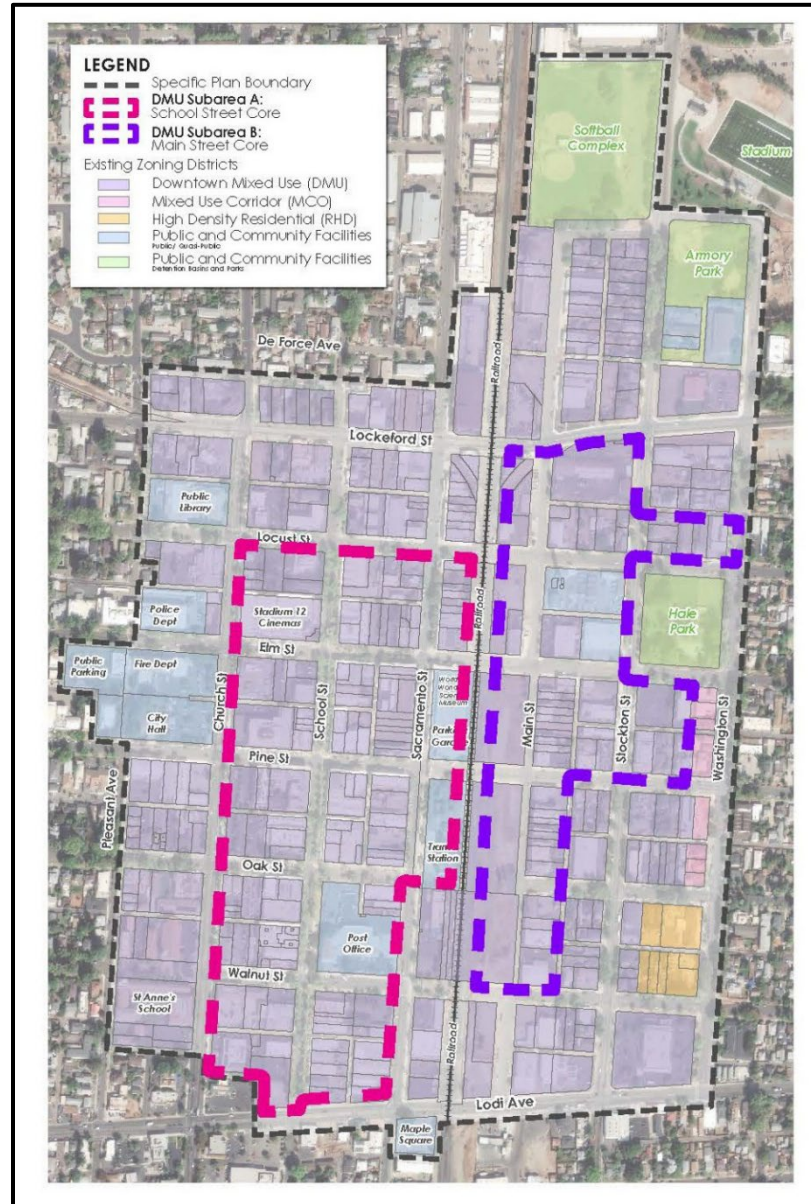 LEGEND
Specific Plan Boundary
DMU Subarea A:
School Street Core
DMU Subarea B:
Main Street Core
Existing Zoning Districts
Downtown Mixed Use (DMU)
Mixed Use Corridor (MCO)
High Density Residential (RHD)
Public and Community Facilities
Public/ Quasi-Public
Public and Community Facilities
Detention Basins and Parks
Softball
Complex
Stadium
Armory
Park
De Force Ave
Railroad
Lockeford St
Public
Library
Locust St
Police
Dept
Stadium 12
Cinemas
Railroad
Hale
Park
Elm St
Public
Parking
Fire Dept
City
Hall
Church St
School St
Sacramento St
Museum
Main St
Stockton St
Washington St
Pine St
Pleasant Ave
Station
Oak St
Post
Office
Walnut St
St Anne's
School
Railroad
Lodi Ave
Maple
Square